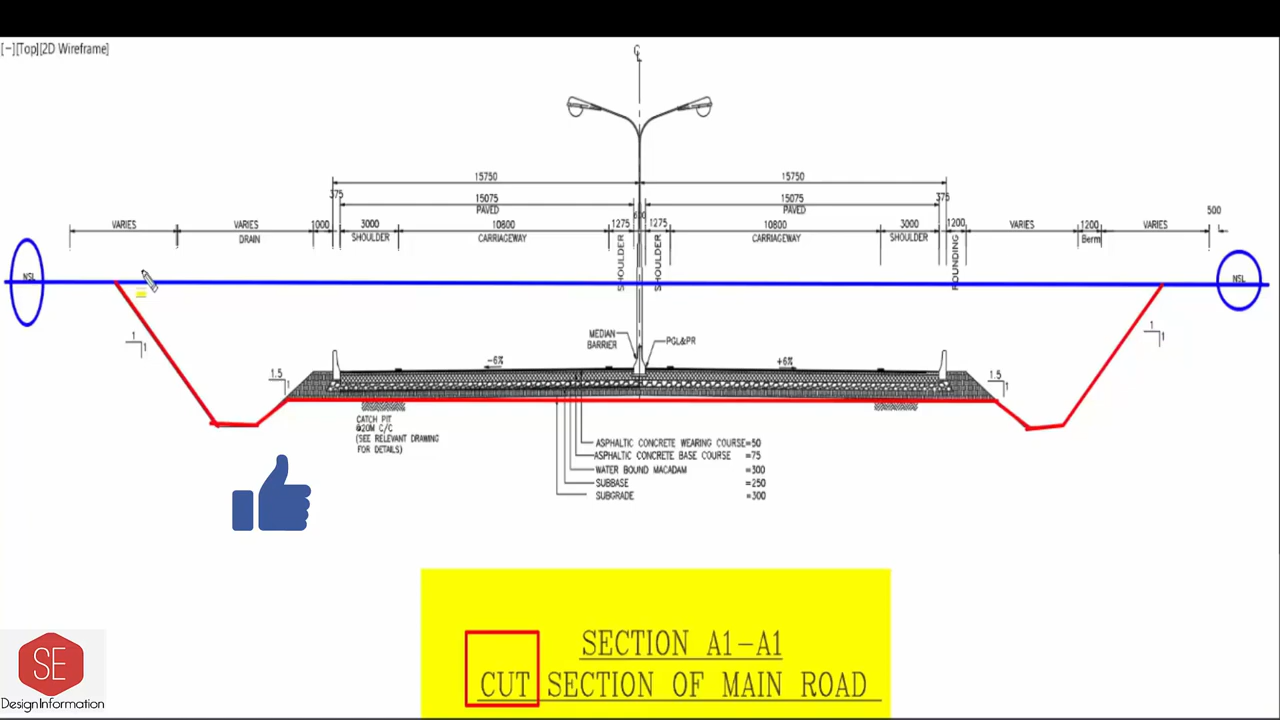 [−][Top][2D Wireframe]
℄
15750 15750
375 15075 15075 375
PAVED PAVED
VARIES VARIES 1000 3000 10800 1275 1275 10800 3000 1200 VARIES 1200 VARIES 500
DRAIN SHOULDER CARRIAGEWAY SHOULDER SHOULDER CARRIAGEWAY SHOULDER ROUNDING Berm
NSL NSL
1 1
1 1
MEDIAN
BARRIER
PGL&PR
-6% +6%
1.5 1.5
1 1
CATCH PIT
@20M C/C
(SEE RELEVANT DRAWING
FOR DETAILS)
ASPHALTIC CONCRETE WEARING COURSE=50
ASPHALTIC CONCRETE BASE COURSE =75
WATER BOUND MACADAM =300
SUBBASE =250
SUBGRADE =300
SECTION A1-A1
CUT SECTION OF MAIN ROAD
SE
Design Information